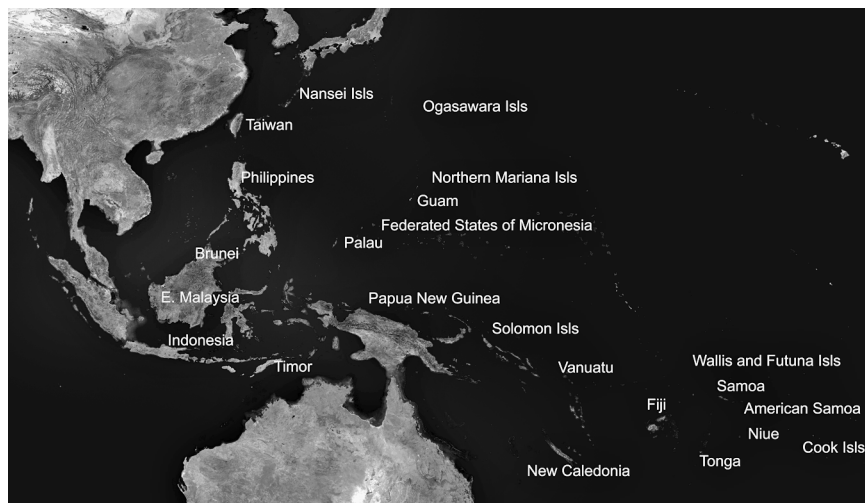 Nansei Isls
Ogasawara Isls
Taiwan
Philippines
Northern Mariana Isls
Guam
Federated States of Micronesia
Palau
Brunei
E. Malaysia
Papua New Guinea
Solomon Isls
Indonesia
Timor
Vanuatu
Wallis and Futuna Isls
Samoa
Fiji
American Samoa
Niue
Cook Isls
Tonga
New Caledonia